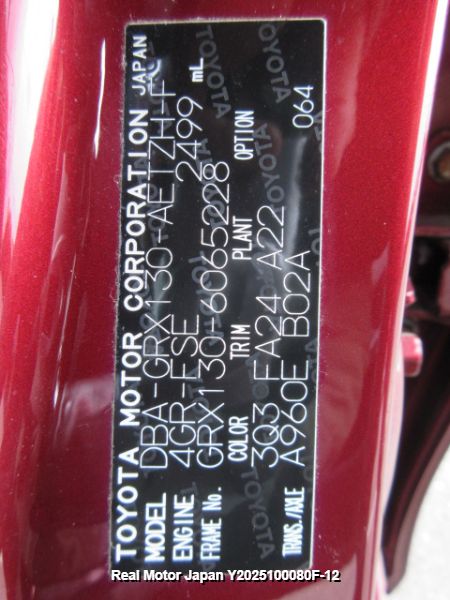 TOYOTA MOTOR CORPORATION JAPAN
MODEL DBA-GRX130-AETZH-F
ENGINE 4GR-FSE 2499 mL
FRAME No. GRX130-6065228
COLOR TRIM PLANT OPTION
3Q3 FA24 A22 064
TRANS./AXLE A960E B02A
Real Motor Japan Y2025100080F-12